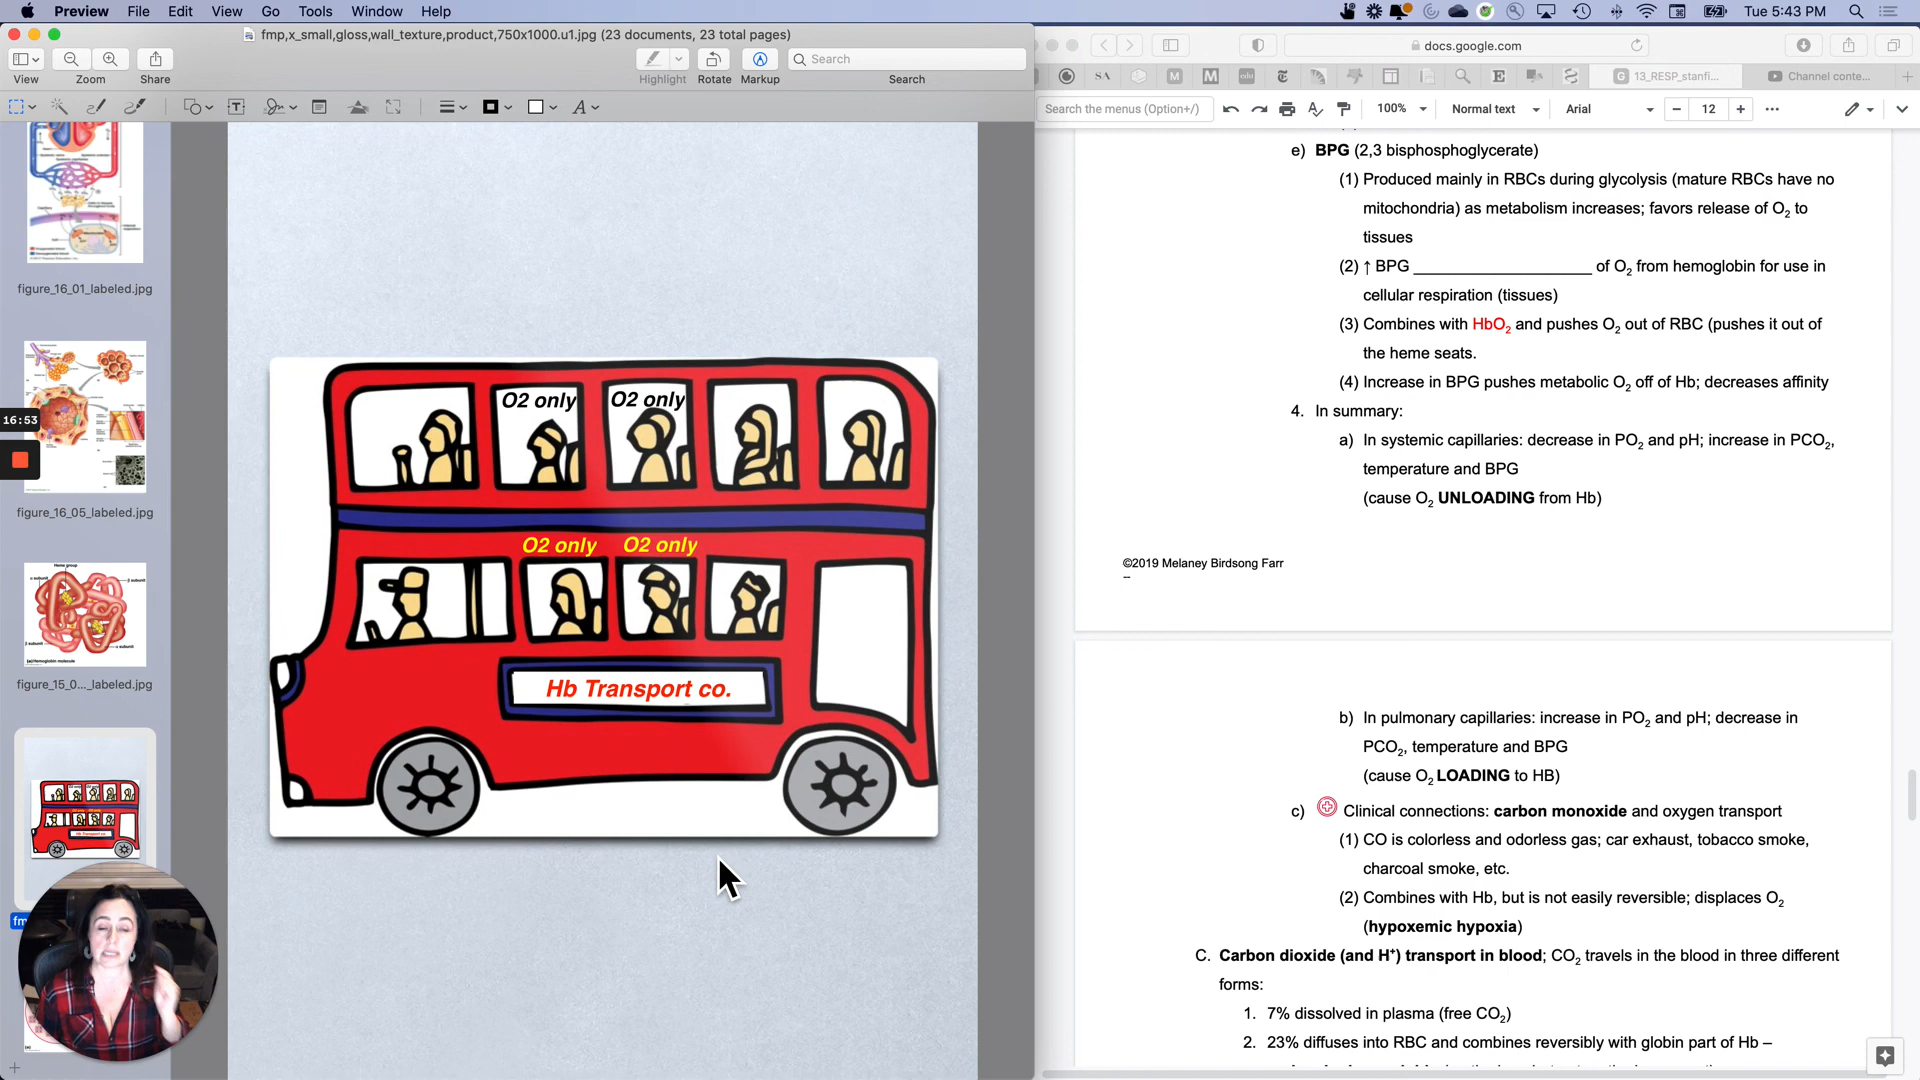 Preview File Edit View Go Tools Window Help
Tue 5:43 PM
fmp,x_small,gloss,wall_texture,product,750x1000.u1.jpg (23 documents, 23 total pages)
View Zoom Share Highlight Rotate Markup Search
Search
figure_16_01_labeled.jpg
figure_16_05_labeled.jpg
16:53
figure_15_0..._labeled.jpg
O2 only O2 only
O2 only O2 only
Hb Transport co.
docs.google.com
13_RESP_stanfi...
Channel conte...
Search the menus (Option+/)
100%
Normal text
Arial
12
e) BPG (2,3 bisphosphoglycerate)
(1) Produced mainly in RBCs during glycolysis (mature RBCs have no
mitochondria) as metabolism increases; favors release of O₂ to
tissues
(2) ↑ BPG ____________________ of O₂ from hemoglobin for use in
cellular respiration (tissues)
(3) Combines with HbO₂ and pushes O₂ out of RBC (pushes it out of
the heme seats.
(4) Increase in BPG pushes metabolic O₂ off of Hb; decreases affinity
4. In summary:
a) In systemic capillaries: decrease in PO₂ and pH; increase in PCO₂,
temperature and BPG
(cause O₂ UNLOADING from Hb)
©2019 Melaney Birdsong Farr
--
b) In pulmonary capillaries: increase in PO₂ and pH; decrease in
PCO₂, temperature and BPG
(cause O₂ LOADING to HB)
c) Clinical connections: carbon monoxide and oxygen transport
(1) CO is colorless and odorless gas; car exhaust, tobacco smoke,
charcoal smoke, etc.
(2) Combines with Hb, but is not easily reversible; displaces O₂
(hypoxemic hypoxia)
C. Carbon dioxide (and H⁺) transport in blood; CO₂ travels in the blood in three different
forms:
1. 7% dissolved in plasma (free CO₂)
2. 23% diffuses into RBC and combines reversibly with globin part of Hb –